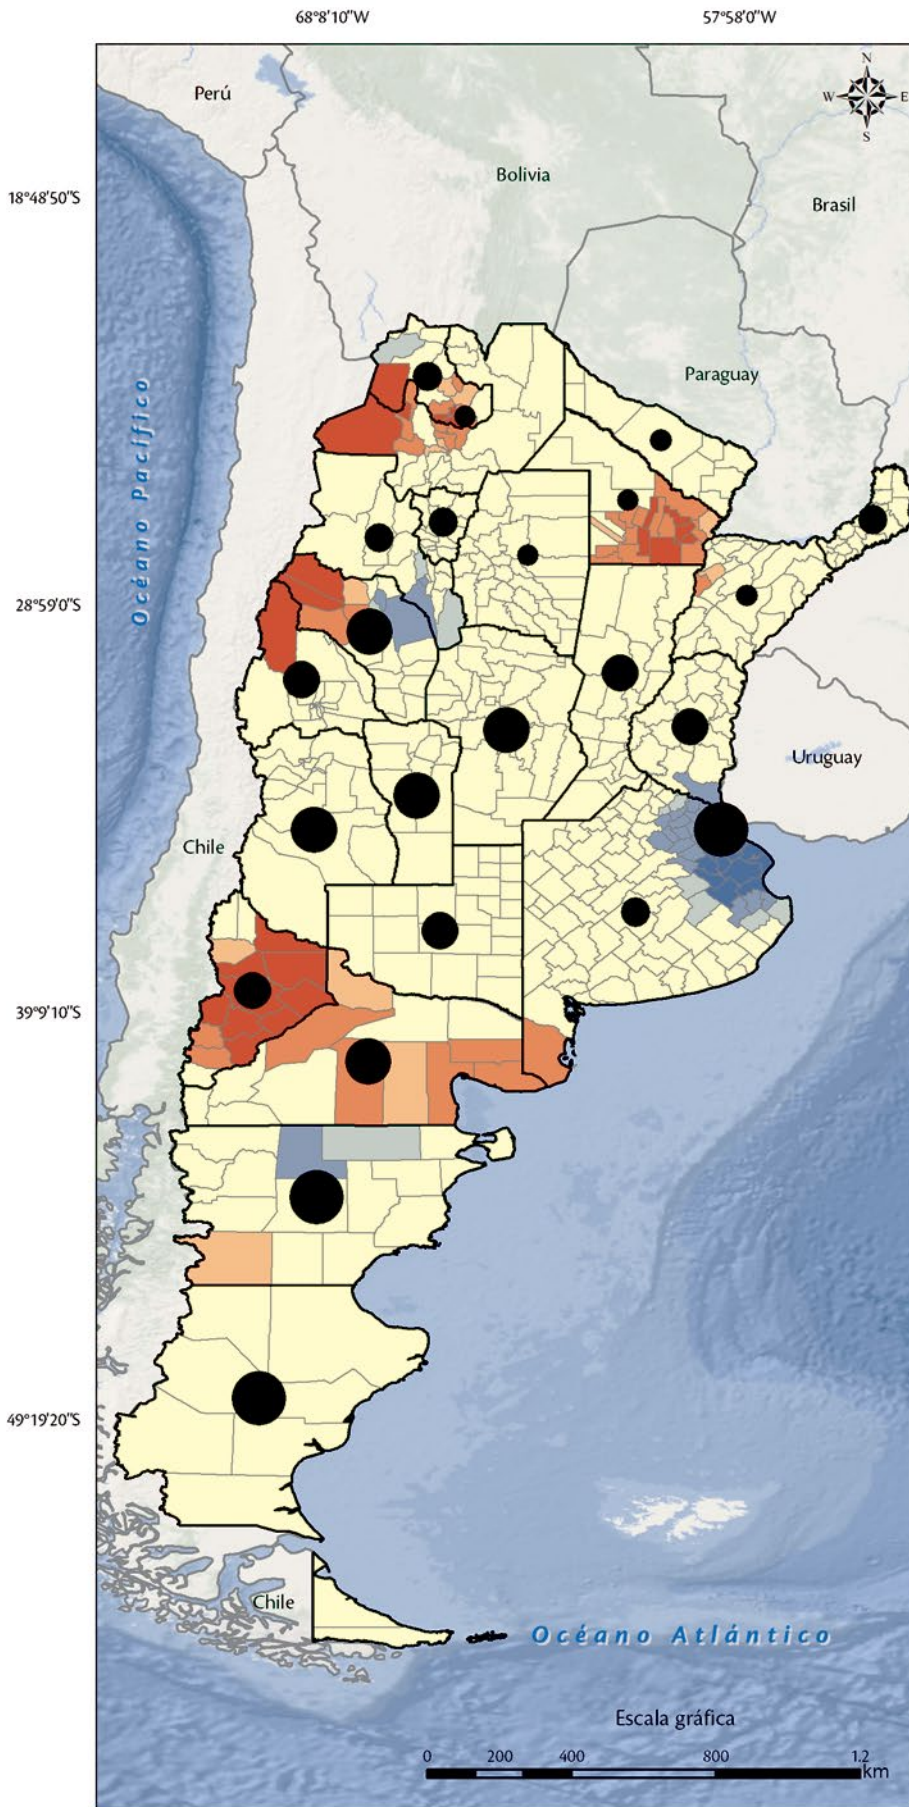 68°8'10"W
57°58'0"W
N
W
E
S
Perú
Bolivia
Brasil
18°48'50"S
Paraguay
Océano Pacífico
28°59'0"S
Uruguay
Chile
39°9'10"S
49°19'20"S
Chile
Océano Atlántico
Escala gráfica
0 200 400 800 1.2
km